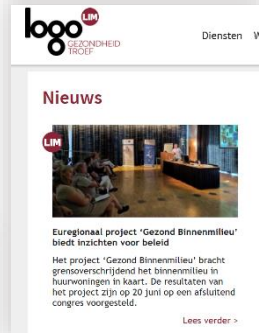 logo
LIM
GEZONDHEID
TROEF
Diensten
Nieuws
LIM
Euregionaal project ‘Gezond Binnenmilieu’
biedt inzichten voor beleid
Het project ‘Gezond Binnenmilieu’ bracht
grensoverschrijdend het binnenmilieu in
huurwoningen in kaart. De resultaten van
het project zijn op 20 juni op een afsluitend
congres voorgesteld.
Lees verder >